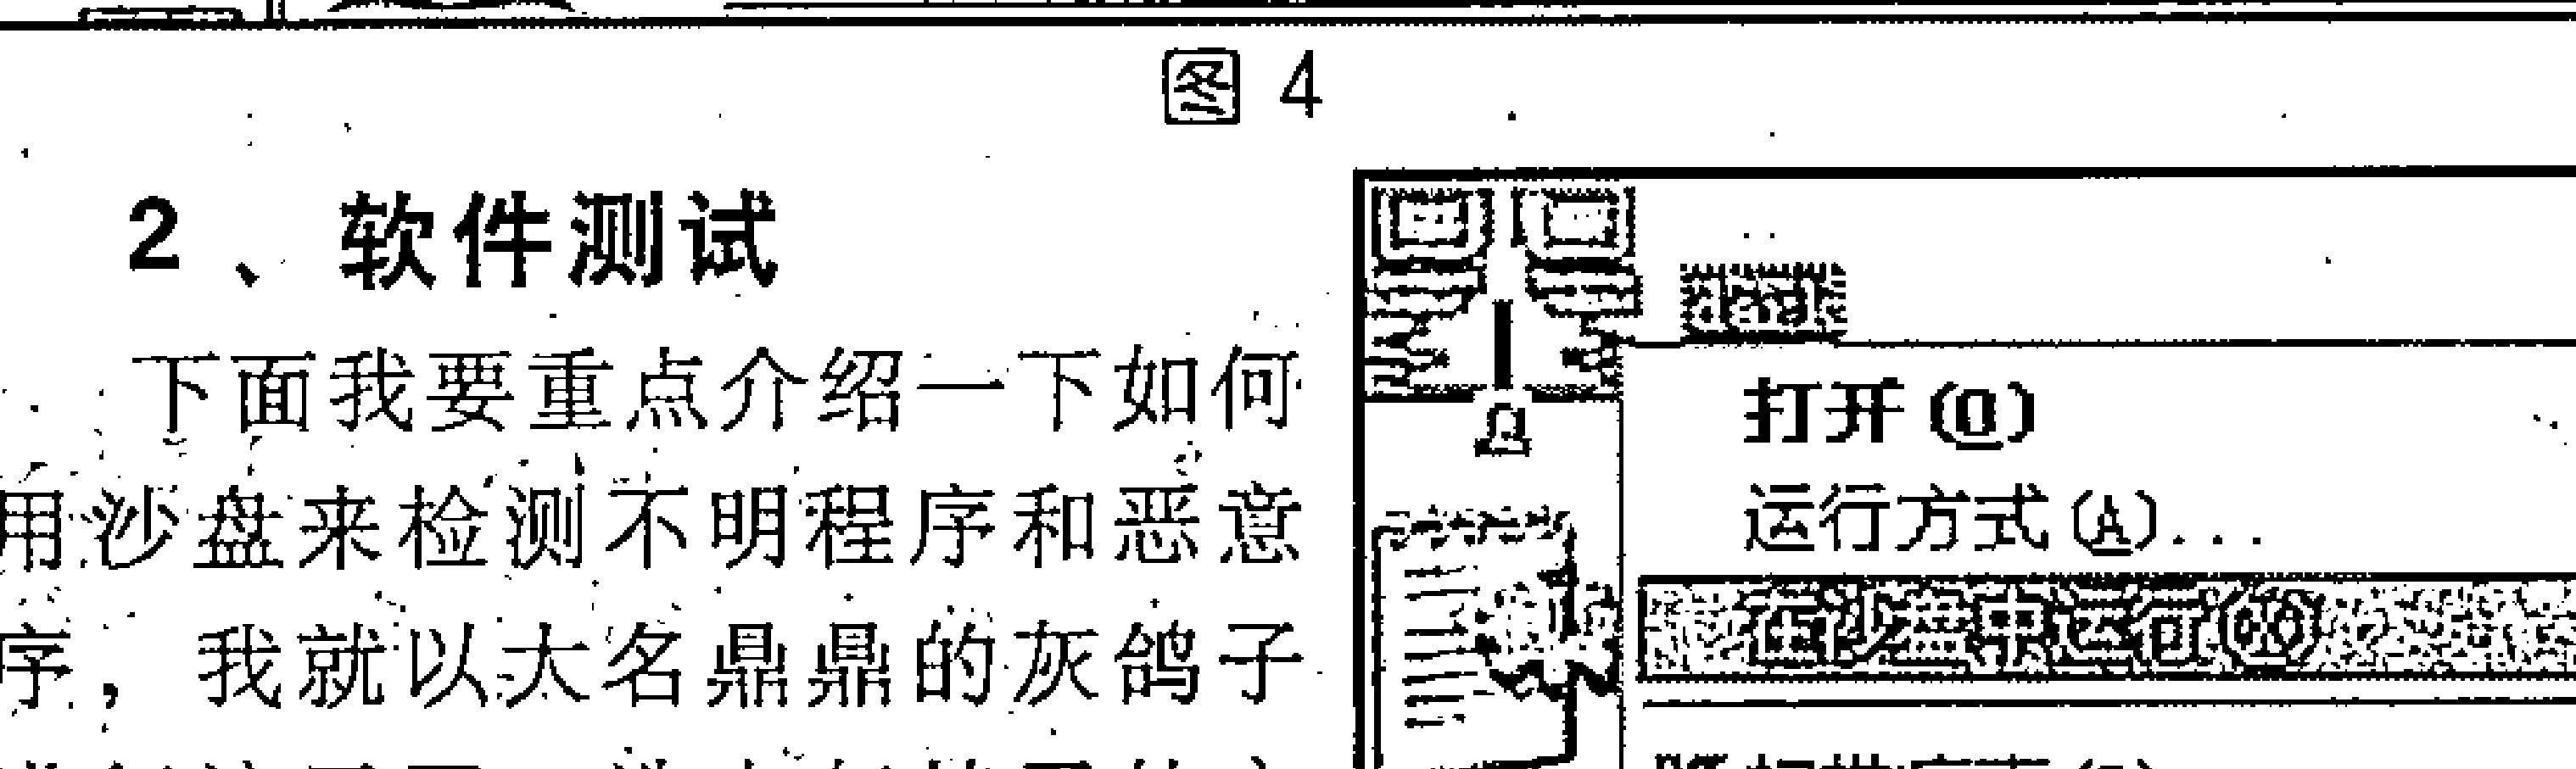 图 4
2、软件测试
下面我要重点介绍一下如何
用沙盘来检测不明程序和恶意
序，我就以大名鼎鼎的灰鸽子
打开(O)
运行方式(A)...
在沙盘中运行(X)